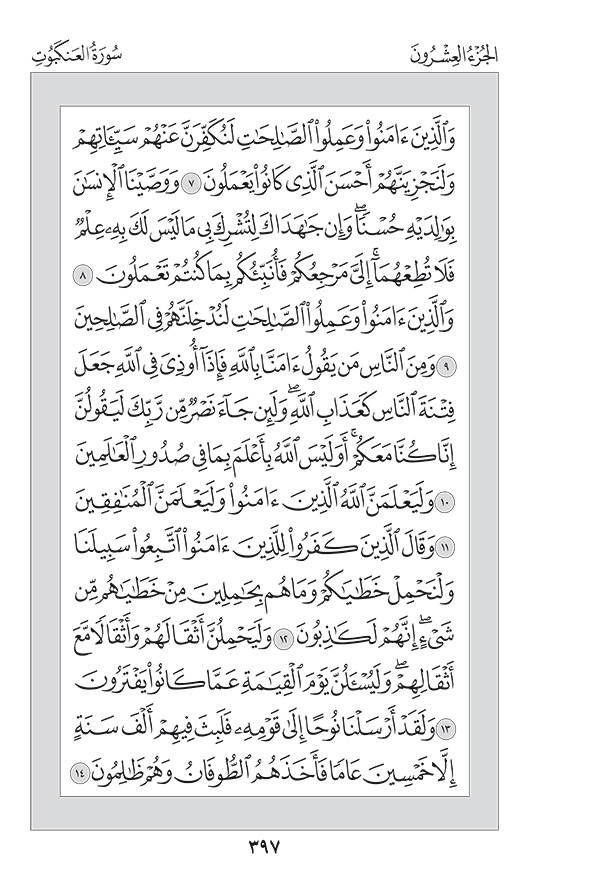 الجُزْءُ العِشْرُونَ
سُورَةُ العَنكَبُوتِ
وَٱلَّذِينَ ءَامَنُوا۟ وَعَمِلُوا۟ ٱلصَّٰلِحَٰتِ لَنُكَفِّرَنَّ عَنْهُمْ سَيِّـَٔاتِهِمْ
وَلَنَجْزِيَنَّهُمْ أَحْسَنَ ٱلَّذِى كَانُوا۟ يَعْمَلُونَ ٧ وَوَصَّيْنَا ٱلْإِنسَٰنَ
بِوَٰلِدَيْهِ حُسْنًا ۖ وَإِن جَٰهَدَاكَ لِتُشْرِكَ بِى مَا لَيْسَ لَكَ بِهِۦ عِلْمٌ
فَلَا تُطِعْهُمَآ ۚ إِلَىَّ مَرْجِعُكُمْ فَأُنَبِّئُكُم بِمَا كُنتُمْ تَعْمَلُونَ ٨
وَٱلَّذِينَ ءَامَنُوا۟ وَعَمِلُوا۟ ٱلصَّٰلِحَٰتِ لَنُدْخِلَنَّهُمْ فِى ٱلصَّٰلِحِينَ
٩ وَمِنَ ٱلنَّاسِ مَن يَقُولُ ءَامَنَّا بِٱللَّهِ فَإِذَآ أُوذِىَ فِى ٱللَّهِ جَعَلَ
فِتْنَةَ ٱلنَّاسِ كَعَذَابِ ٱللَّهِ ۖ وَلَئِن جَآءَ نَصْرٌ مِّن رَّبِّكَ لَيَقُولُنَّ
إِنَّا كُنَّا مَعَكُمْ ۚ أَوَلَيْسَ ٱللَّهُ بِأَعْلَمَ بِمَا فِى صُدُورِ ٱلْعَٰلَمِينَ
١٠ وَلَيَعْلَمَنَّ ٱللَّهُ ٱلَّذِينَ ءَامَنُوا۟ وَلَيَعْلَمَنَّ ٱلْمُنَٰفِقِينَ
١١ وَقَالَ ٱلَّذِينَ كَفَرُوا۟ لِلَّذِينَ ءَامَنُوا۟ ٱتَّبِعُوا۟ سَبِيلَنَا
وَلْنَحْمِلْ خَطَٰيَٰكُمْ وَمَا هُم بِحَٰمِلِينَ مِنْ خَطَٰيَٰهُم مِّن
شَىْءٍ ۖ إِنَّهُمْ لَكَٰذِبُونَ ١٢ وَلَيَحْمِلُنَّ أَثْقَالَهُمْ وَأَثْقَالًا مَّعَ
أَثْقَالِهِمْ ۖ وَلَيُسْـَٔلُنَّ يَوْمَ ٱلْقِيَٰمَةِ عَمَّا كَانُوا۟ يَفْتَرُونَ
١٣ وَلَقَدْ أَرْسَلْنَا نُوحًا إِلَىٰ قَوْمِهِۦ فَلَبِثَ فِيهِمْ أَلْفَ سَنَةٍ
إِلَّا خَمْسِينَ عَامًا فَأَخَذَهُمُ ٱلطُّوفَانُ وَهُمْ ظَٰلِمُونَ ١٤
٣٩٧